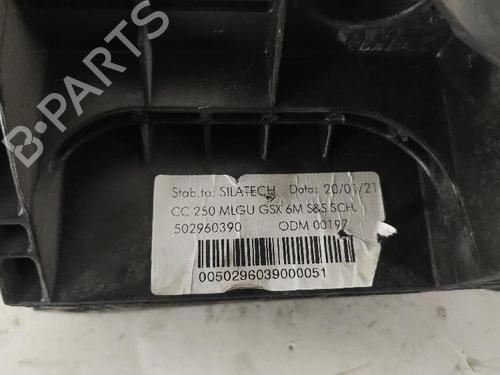 B-PARTS
Stab.to: SILATECH Data: 20/01/21
CC 250 MLGU GSX 6M S&S SCH.
502960390 ODM 00197
0050296039000051